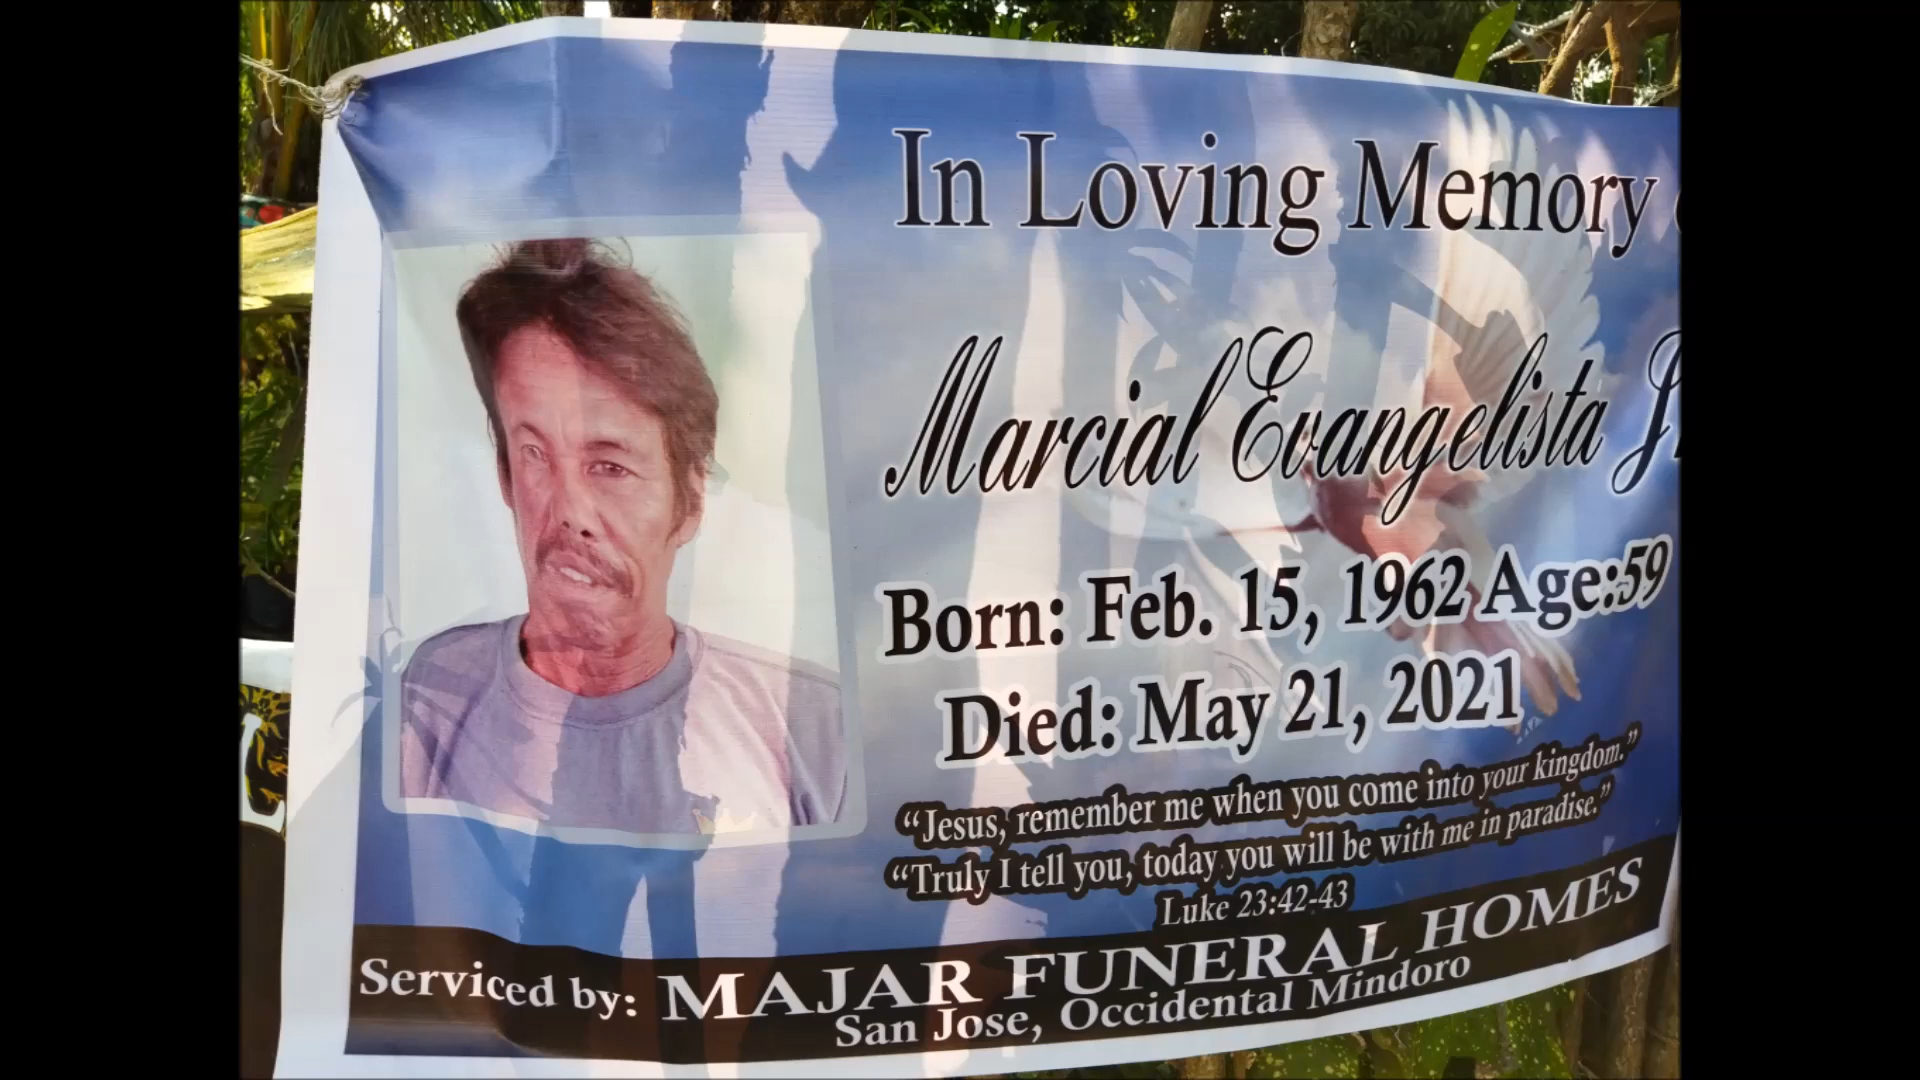 In Loving Memory
Marcial Evangelista
Born: Feb. 15, 1962 Age:59
Died: May 21, 2021
“Jesus, remember me when you come into your kingdom.”
“Truly I tell you, today you will be with me in paradise.”
Luke 23:42-43
Serviced by: MAJAR FUNERAL HOMES
San Jose, Occidental Mindoro